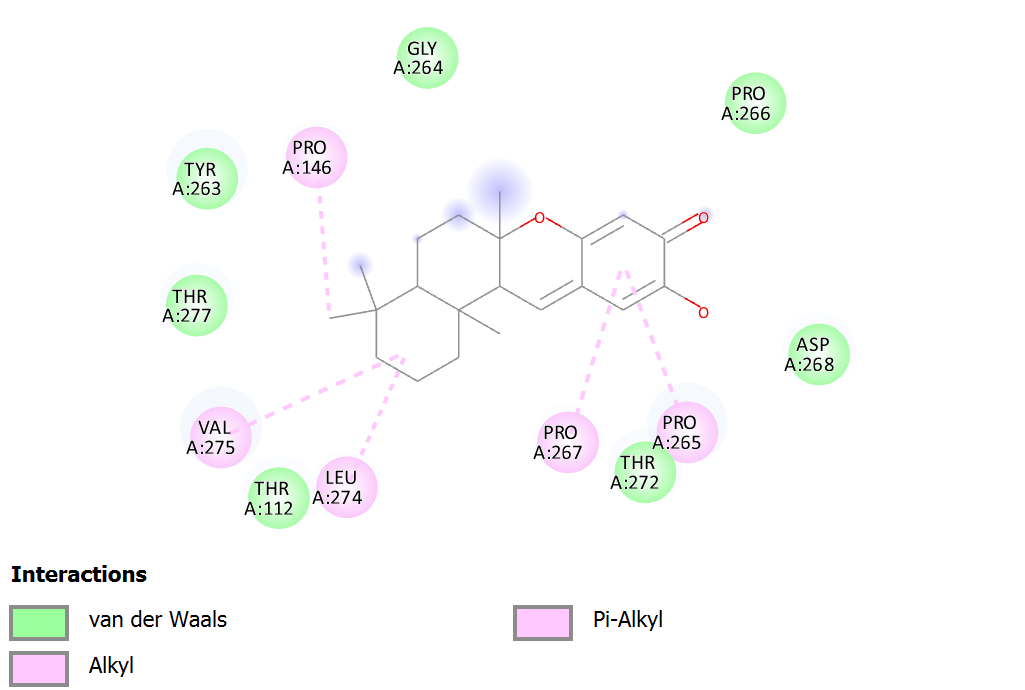 GLY
A:264
PRO
A:266
PRO
A:146
TYR
A:263
O
O
THR
A:277
O
ASP
A:268
VAL
A:275
PRO
A:267
PRO
A:265
THR
A:272
LEU
A:274
THR
A:112
Interactions
van der Waals
Pi-Alkyl
Alkyl